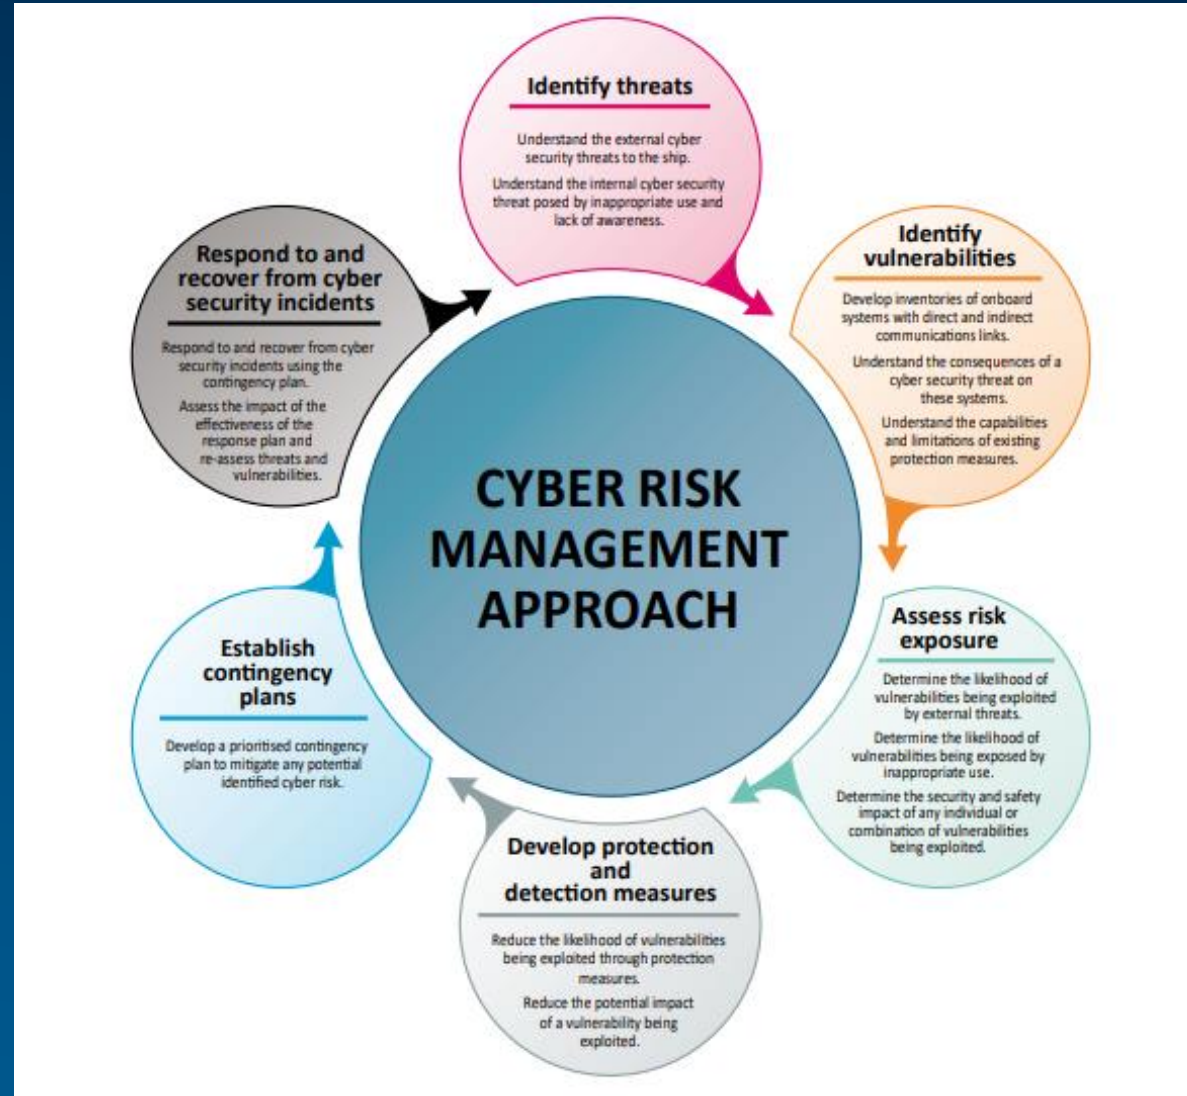 Identify threats
Understand the external cyber
security threats to the ship.
Understand the internal cyber security
threat posed by inappropriate use and
lack of awareness.
Identify
vulnerabilities
Develop inventories of onboard
systems with direct and indirect
communications links.
Understand the consequences of a
cyber security threat on
these systems.
Understand the capabilities
and limitations of existing
protection measures.
Assess risk
exposure
Determine the likelihood of
vulnerabilities being exploited
by external threats.
Determine the likelihood of
vulnerabilities being exposed by
inappropriate use.
Determine the security and safety
impact of any individual or
combination of vulnerabilities
being exploited.
Develop protection
and
detection measures
Reduce the likelihood of vulnerabilities
being exploited through protection
measures.
Reduce the potential impact
of a vulnerability being
exploited.
Establish
contingency
plans
Develop a prioritised contingency
plan to mitigate any potential
identified cyber risk.
Respond to and
recover from cyber
security incidents
Respond to and recover from cyber
security incidents using the
contingency plan.
Assess the impact of the
effectiveness of the
response plan and
re-assess threats and
vulnerabilities.
CYBER RISK
MANAGEMENT
APPROACH